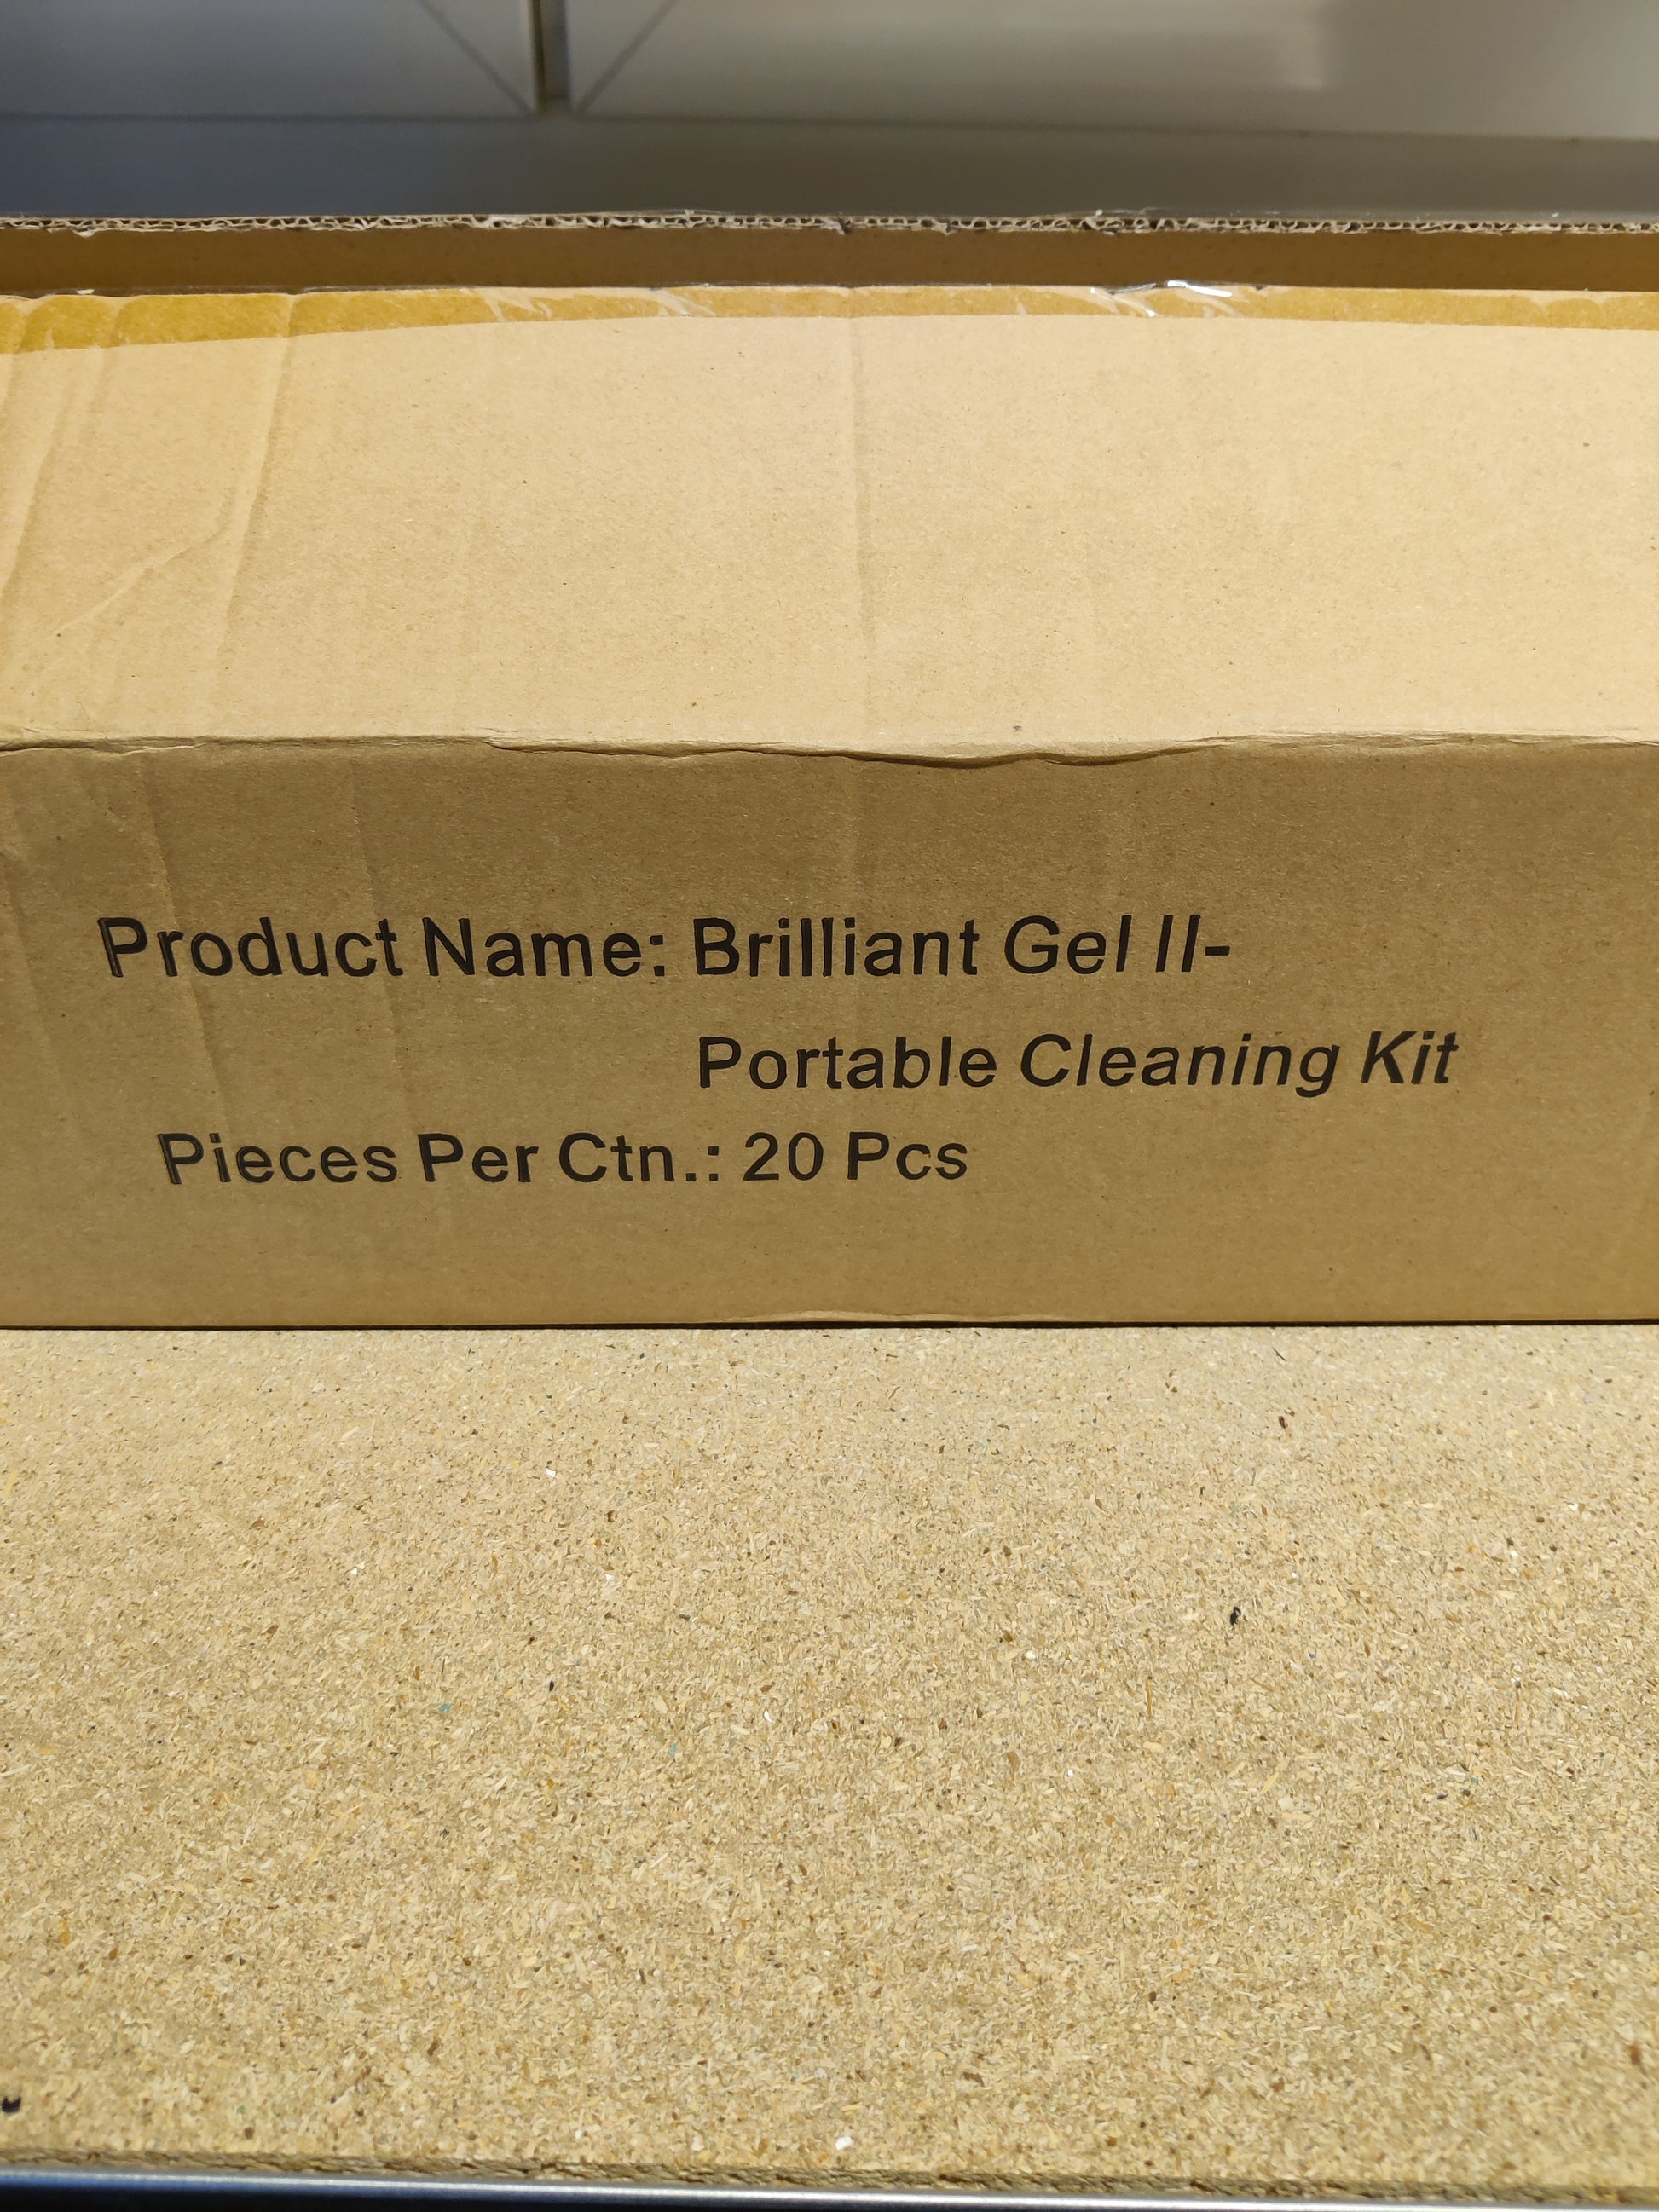 Product Name: Brilliant Gel II-
Portable Cleaning Kit
Pieces Per Ctn.: 20 Pcs